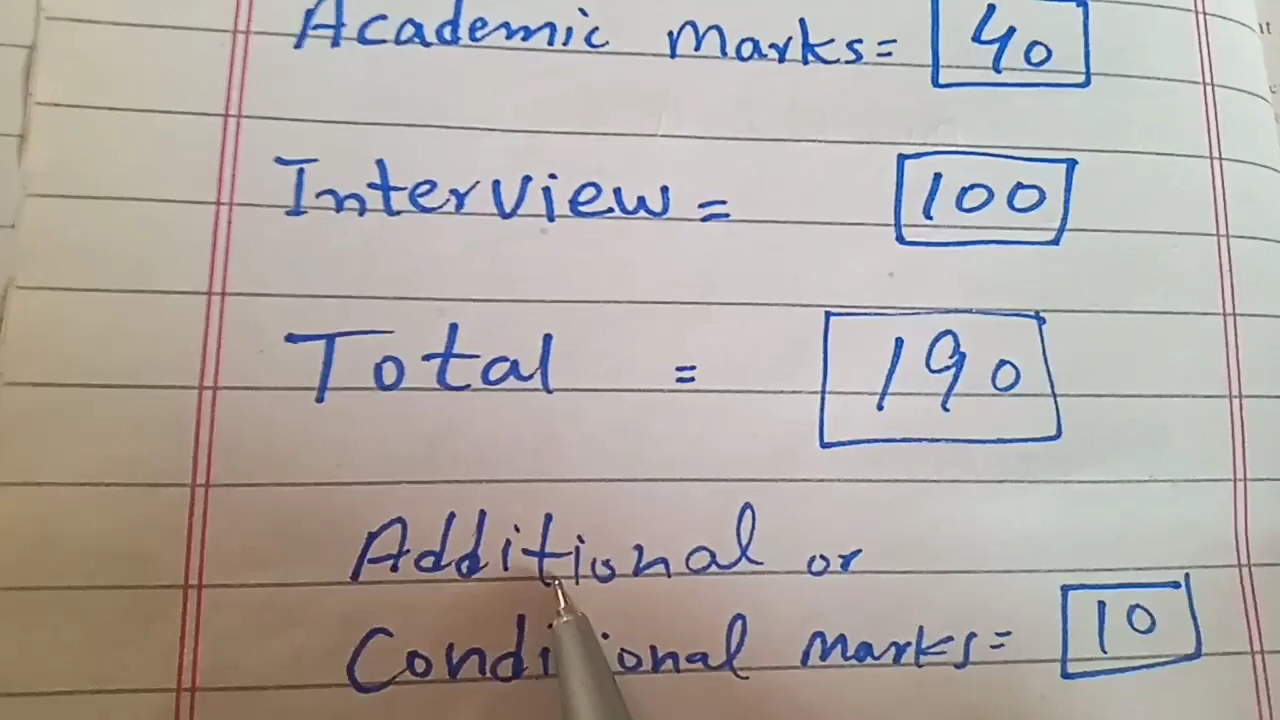 Academic Marks= 40
Interview = 100
Total = 190
Additional or
Conditional Marks= 10